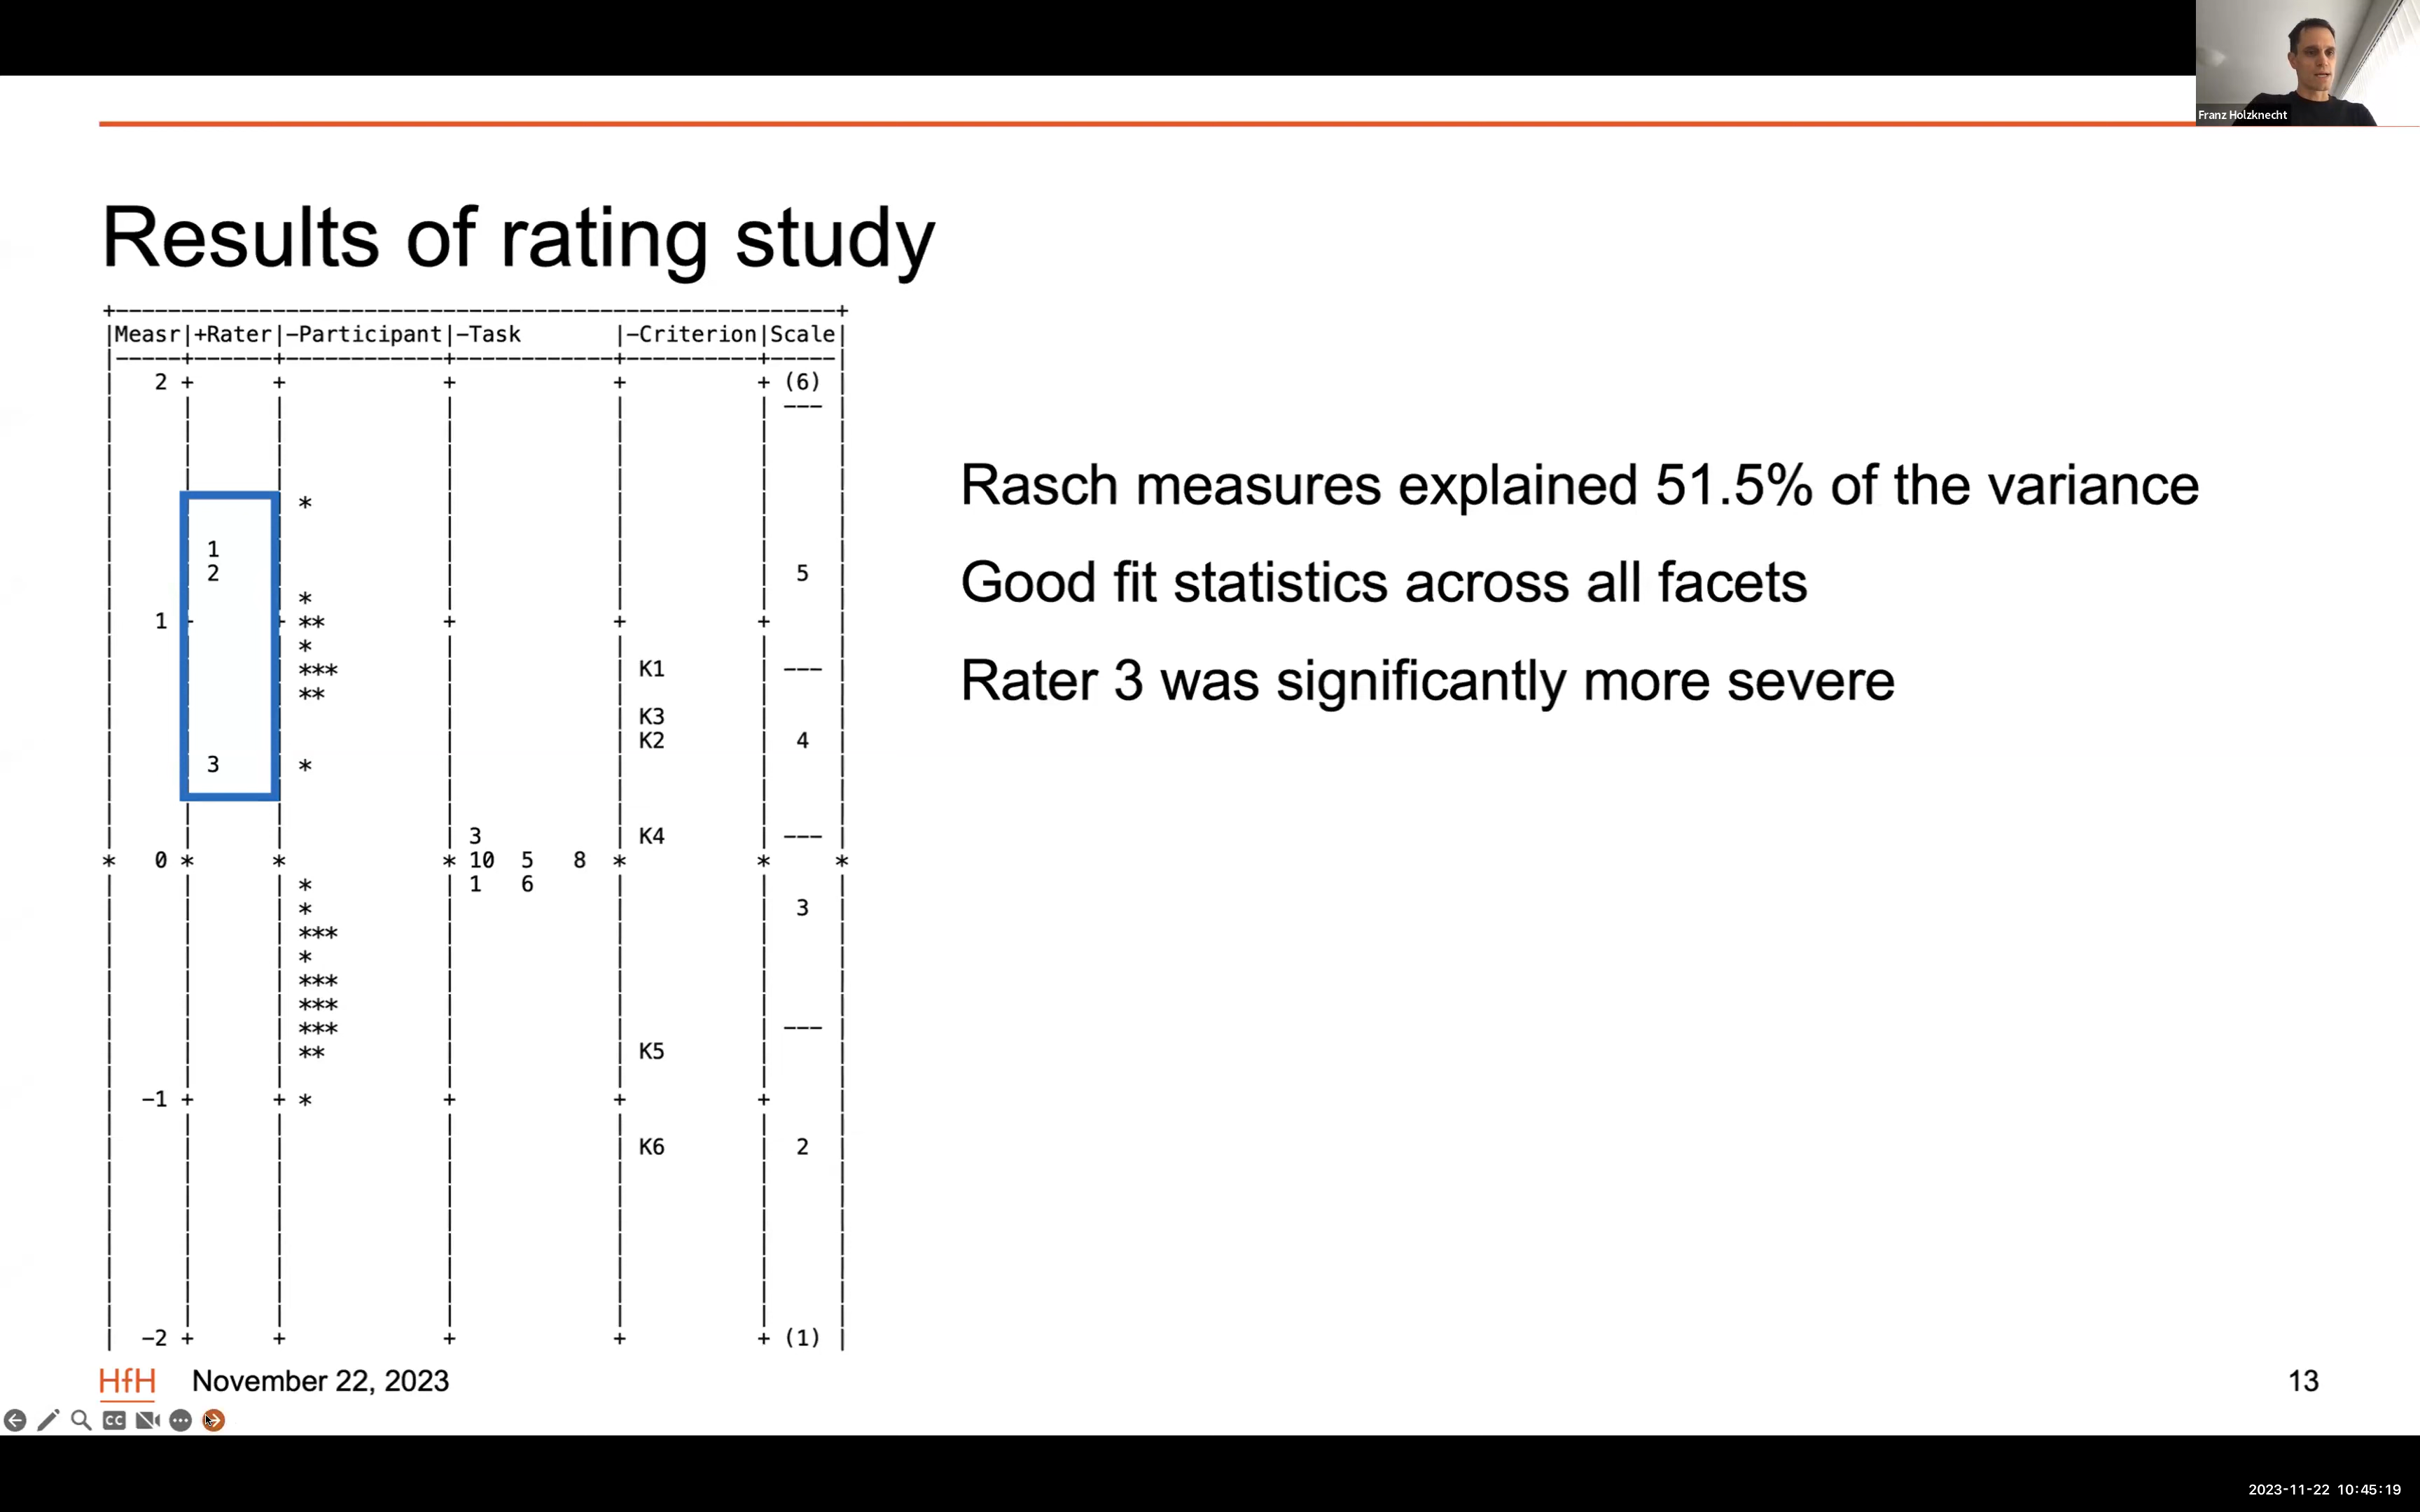 Franz Holzknecht
Results of rating study
+---------------------------------------------------------+
|Measr|+Rater|-Participant|-Task        |-Criterion|Scale|
|-----+------+------------+-------------+----------+-----|
2 + + + + + (6)
---
*
1
2 5
*
1 + + ** + + +
*
*** K1 ---
**
K3
K2 4
3 *
3 K4 ---
* 0 * * * 10 5 8 * * *
* 1 6
* 3
***
*
***
***
*** ---
** K5
-1 + + * + + +
K6 2
-2 + + + + + (1)
Rasch measures explained 51.5% of the variance
Good fit statistics across all facets
Rater 3 was significantly more severe
HfH November 22, 2023 13
CC
2023-11-22 10:45:19